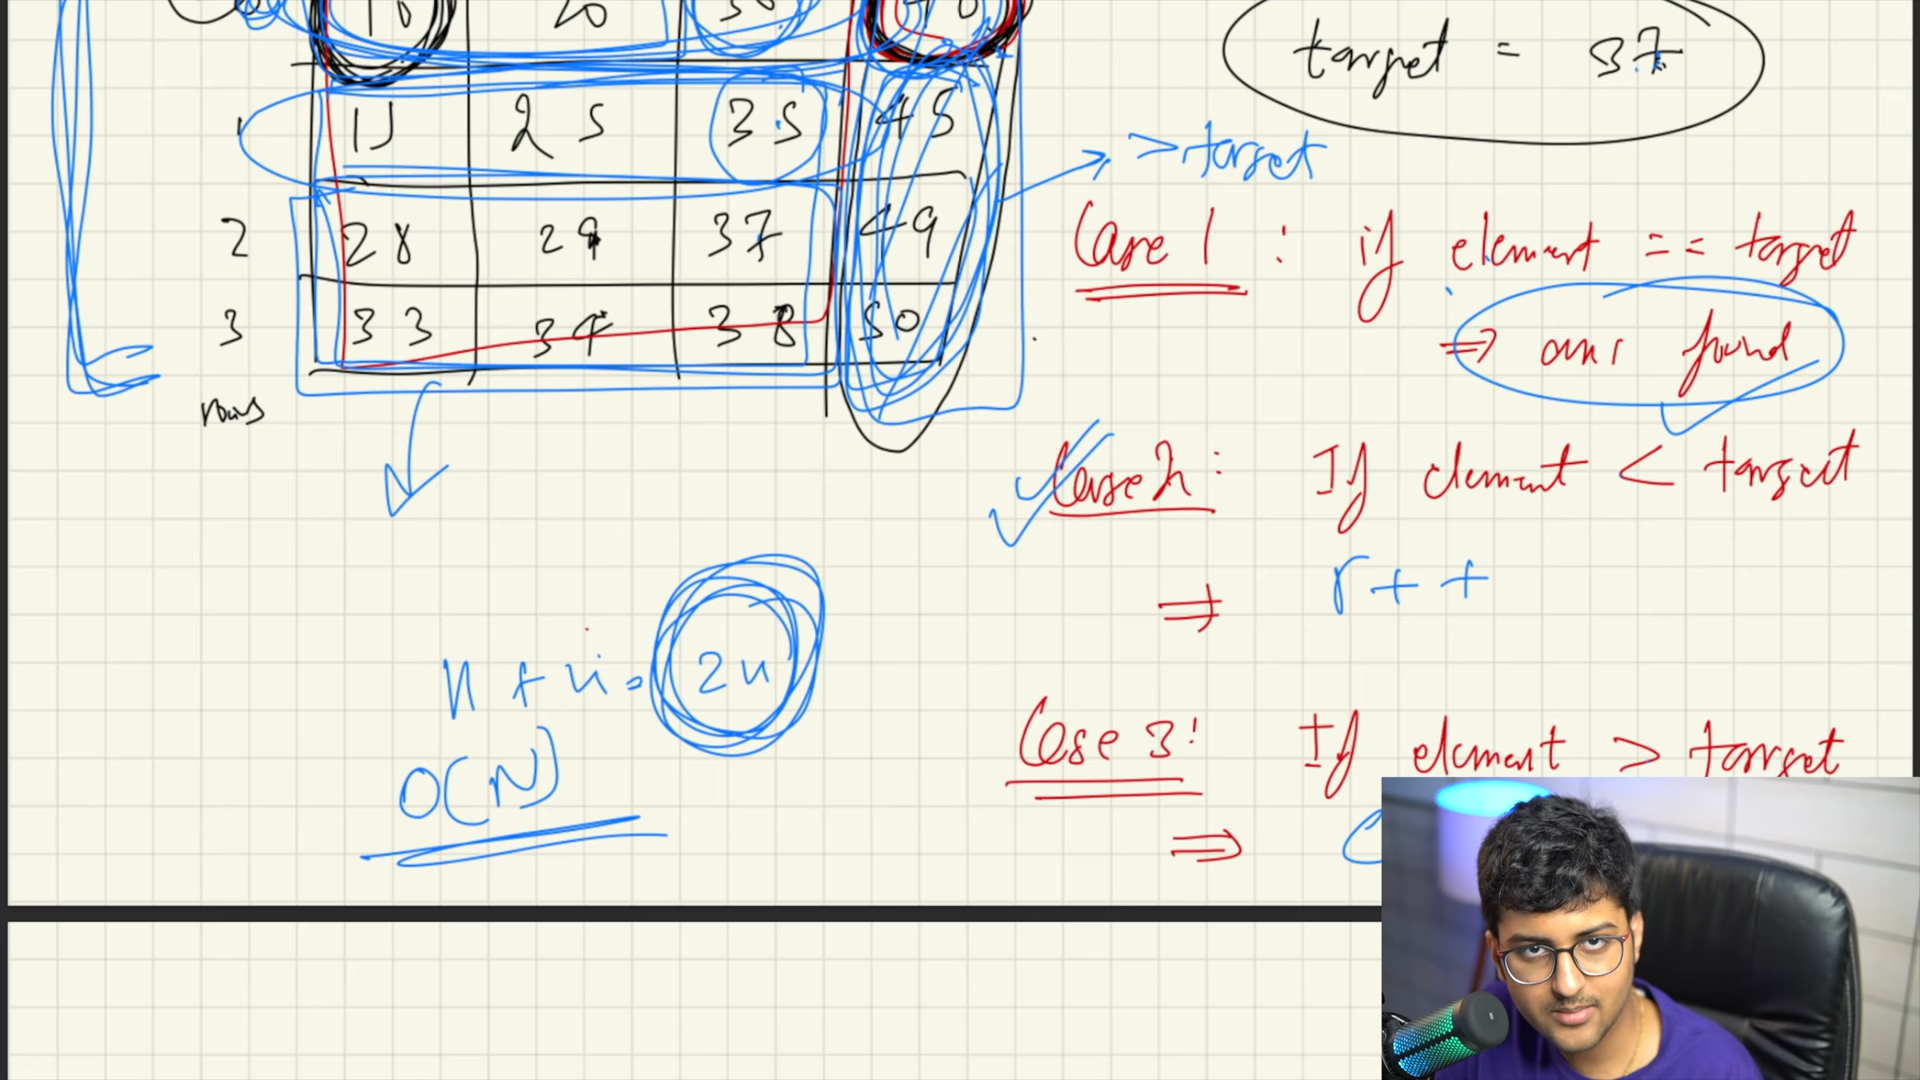 10 20 30 40
target = 37
1 15 25 35 45
> target
2 28 29 37 49
Case 1 : if element == target
3 33 34 38 50
⇒ ans found
rows
Case 2 : If element < target
⇒ r++
n + n = 2n
O(N)
Case 3 : If element > target
⇒ C